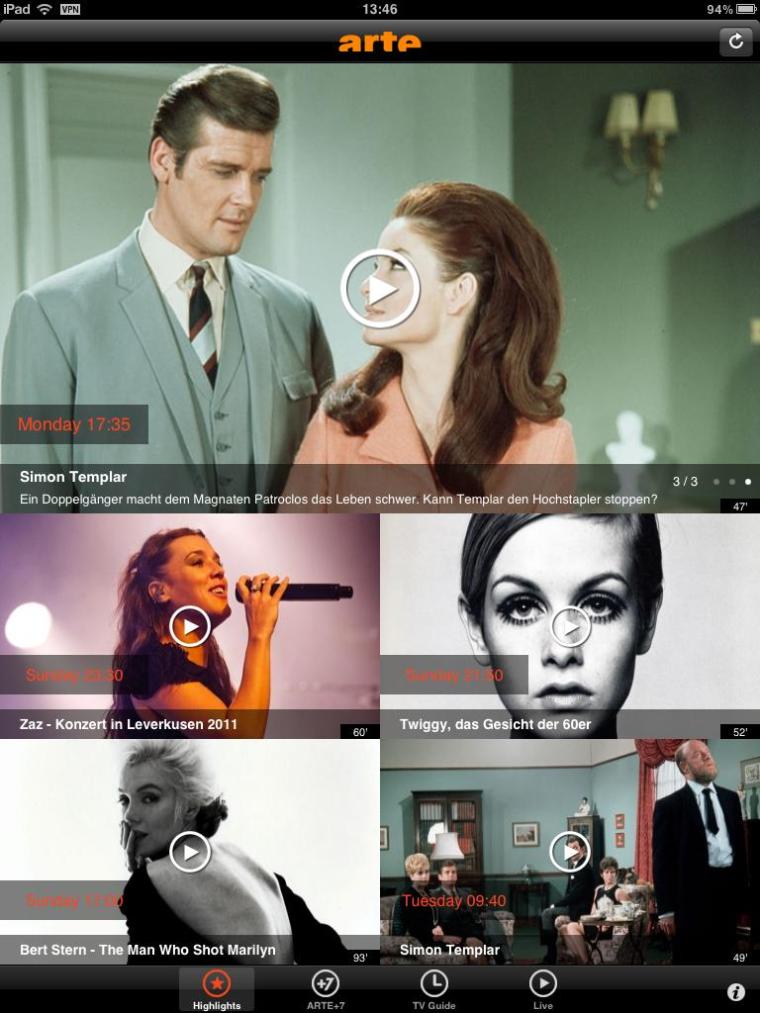 iPad VPN 13:46 94%
arte
Monday 17:35
Simon Templar
3 / 3
Ein Doppelgänger macht dem Magnaten Patroclos das Leben schwer. Kann Templar den Hochstapler stoppen?
47'
Sunday 23:30
Zaz - Konzert in Leverkusen 2011
60'
Sunday 21:50
Twiggy, das Gesicht der 60er
52'
Sunday 17:00
Bert Stern - The Man Who Shot Marilyn
93'
Tuesday 09:40
Simon Templar
49'
+7
Highlights ARTE+7 TV Guide Live
i